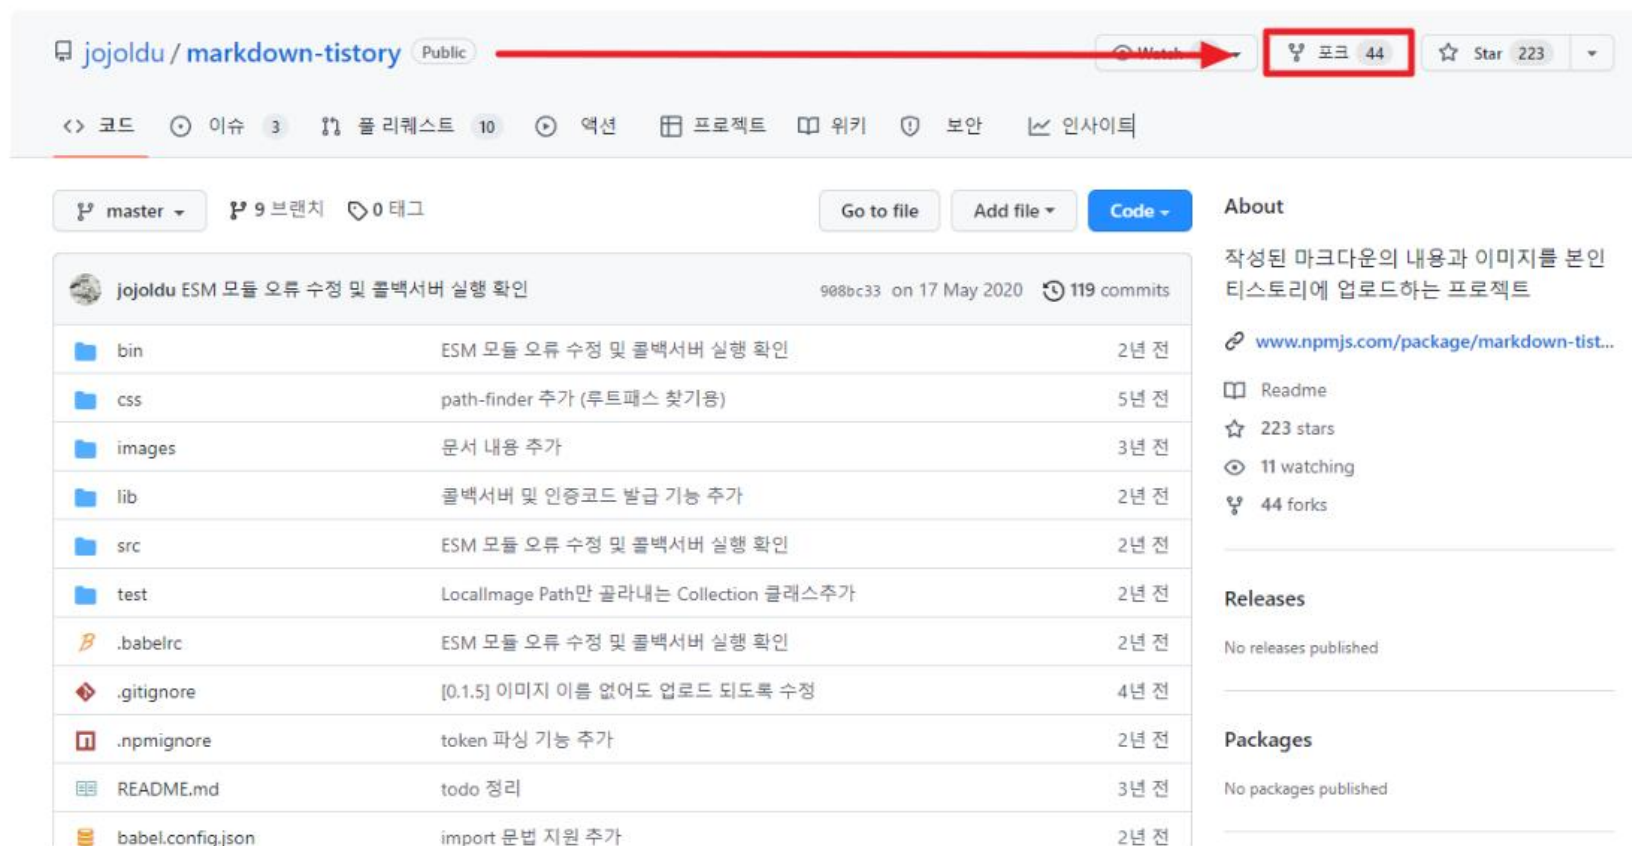 jojoldu / markdown-tistory Public Watch 포크 44 Star 223
코드 이슈 3 풀 리퀘스트 10 액션 프로젝트 위키 보안 인사이트
master 9 브랜치 0 태그 Go to file Add file Code
jojoldu ESM 모듈 오류 수정 및 콜백서버 실행 확인 908bc33 on 17 May 2020 119 commits
bin ESM 모듈 오류 수정 및 콜백서버 실행 확인 2년 전
css path-finder 추가 (루트패스 찾기용) 5년 전
images 문서 내용 추가 3년 전
lib 콜백서버 및 인증코드 발급 기능 추가 2년 전
src ESM 모듈 오류 수정 및 콜백서버 실행 확인 2년 전
test LocalImage Path만 골라내는 Collection 클래스추가 2년 전
.babelrc ESM 모듈 오류 수정 및 콜백서버 실행 확인 2년 전
.gitignore [0.1.5] 이미지 이름 없어도 업로드 되도록 수정 4년 전
.npmignore token 파싱 기능 추가 2년 전
README.md todo 정리 3년 전
babel.config.json import 문법 지원 추가 2년 전
About
작성된 마크다운의 내용과 이미지를 본인
티스토리에 업로드하는 프로젝트
www.npmjs.com/package/markdown-tist...
Readme
223 stars
11 watching
44 forks
Releases
No releases published
Packages
No packages published